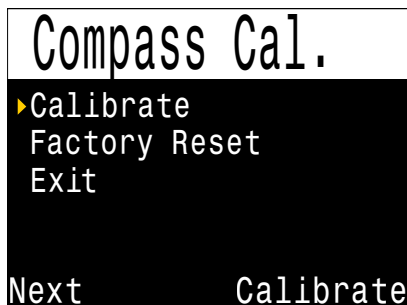 Compass Cal.
Calibrate
Factory Reset
Exit
Next Calibrate